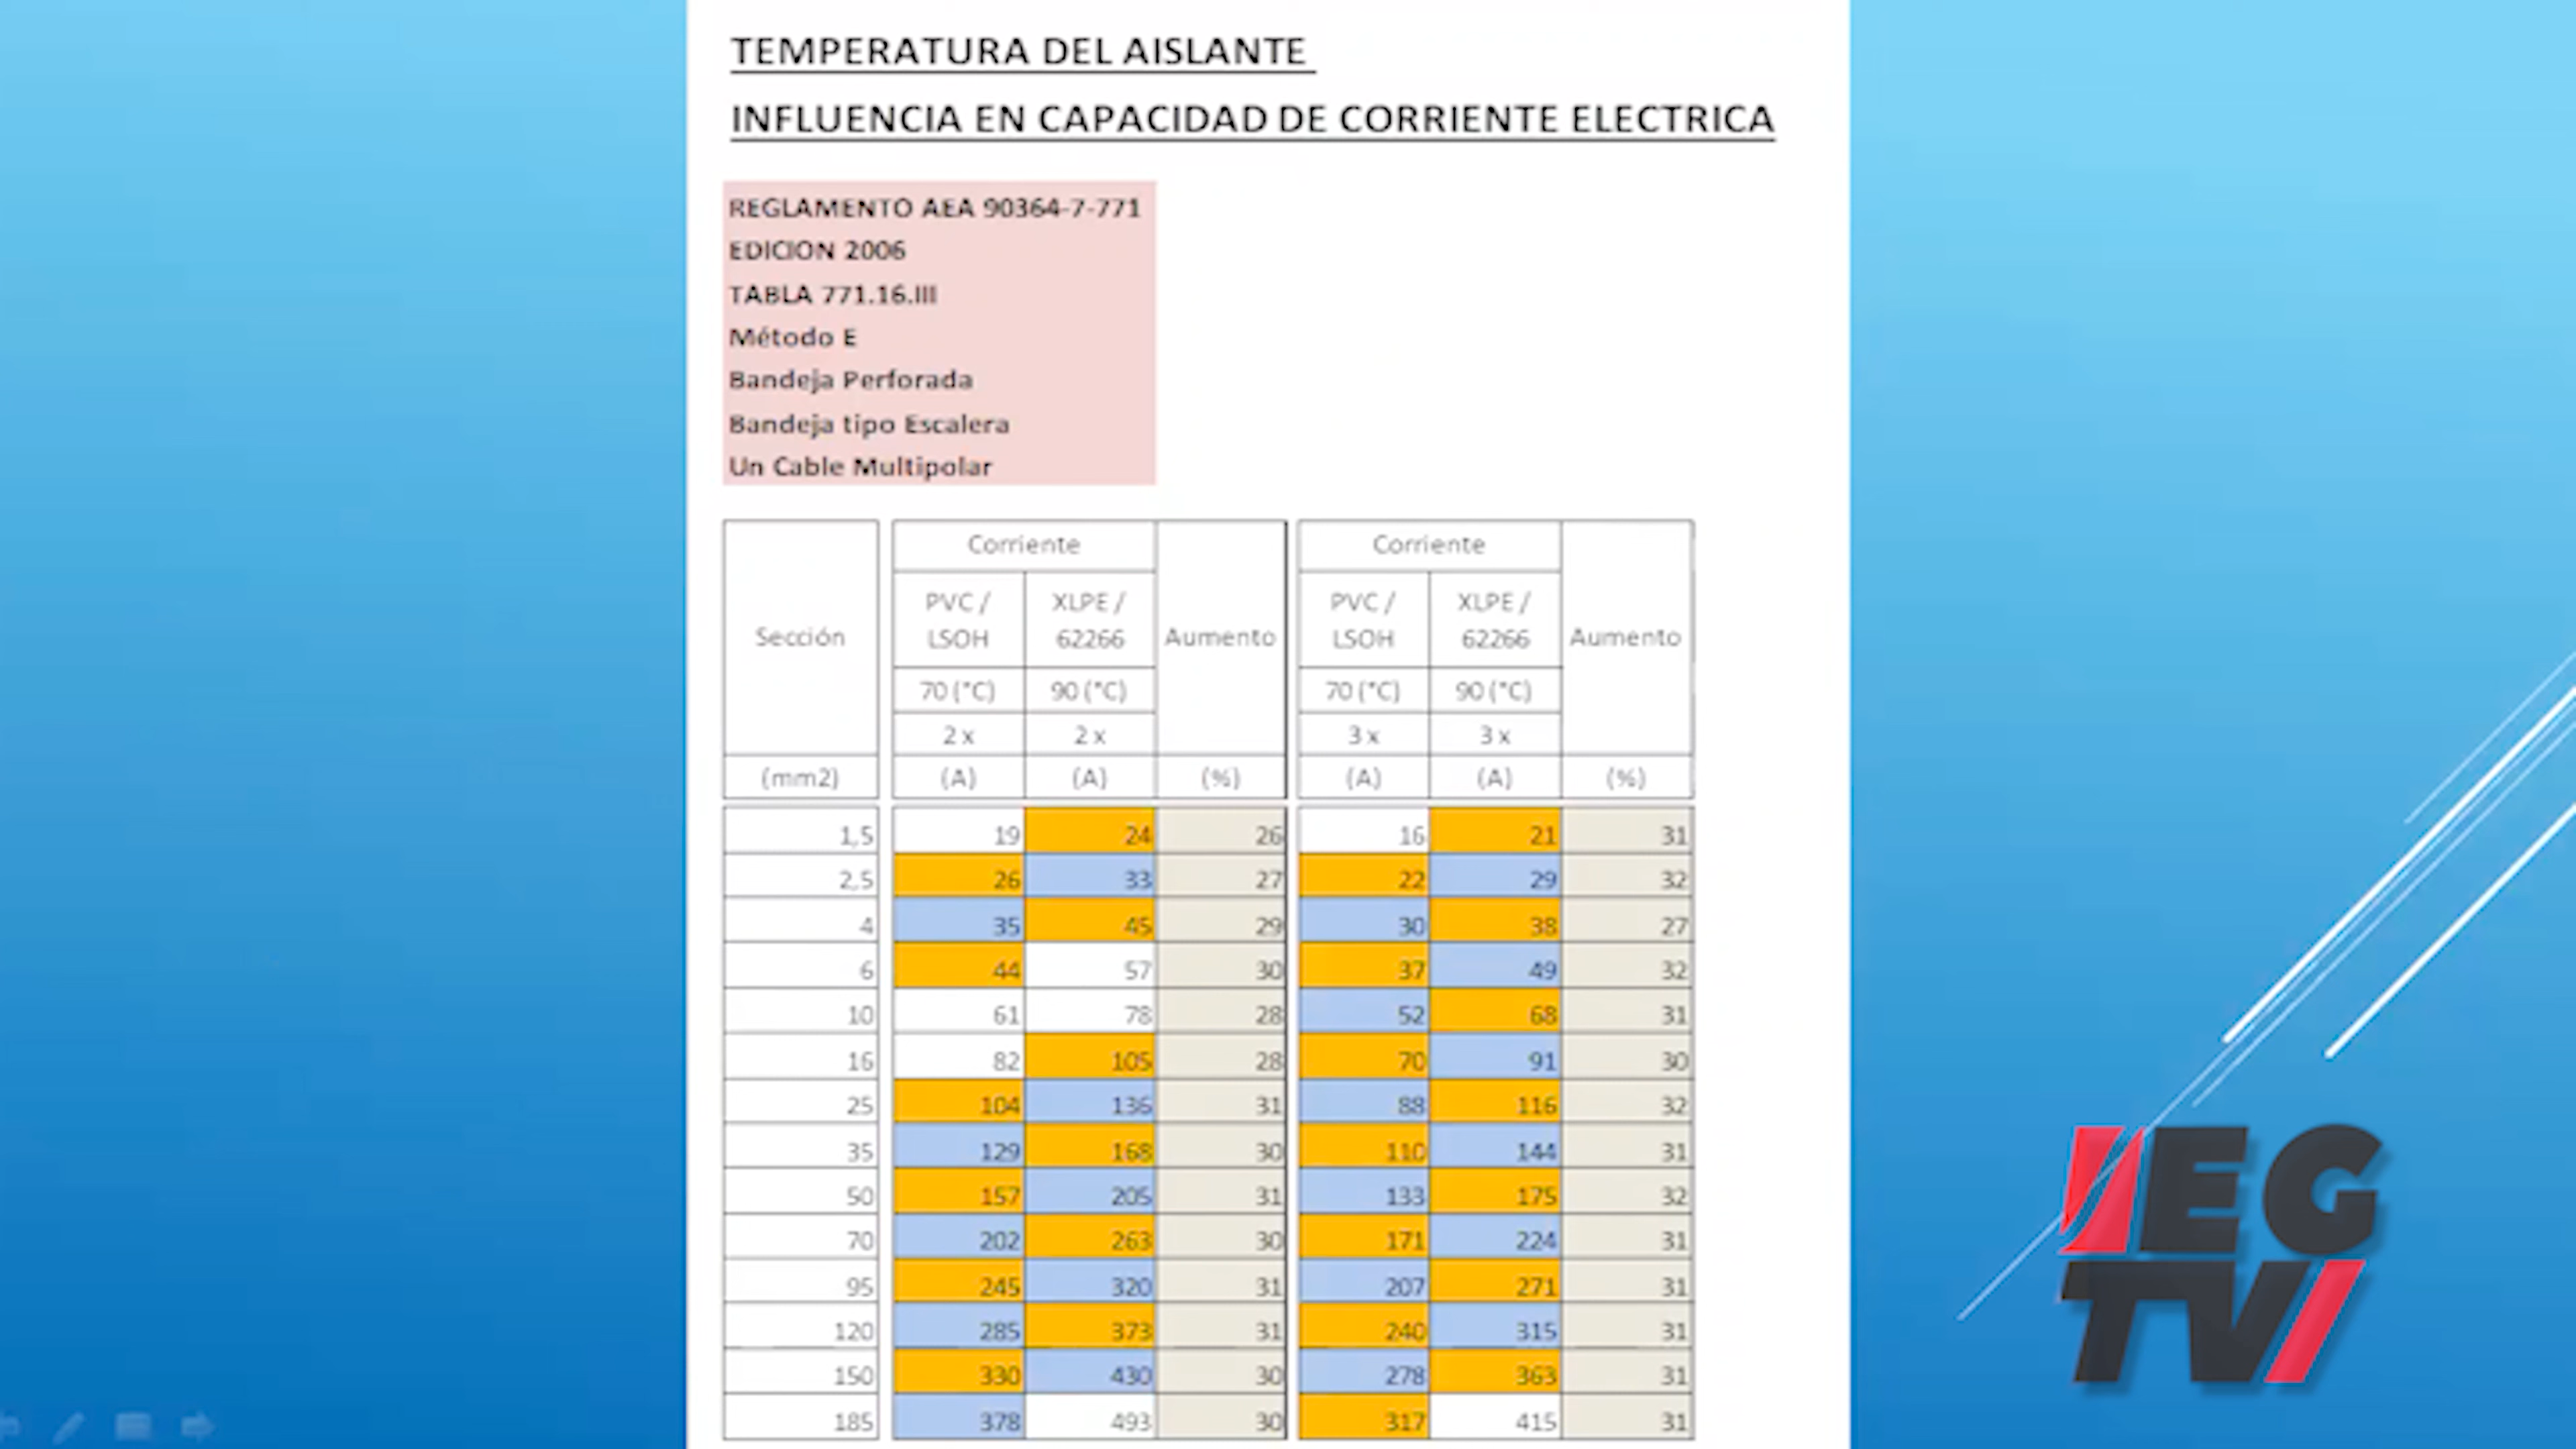 TEMPERATURA DEL AISLANTE
INFLUENCIA EN CAPACIDAD DE CORRIENTE ELECTRICA
REGLAMENTO AEA 90364-7-771
EDICION 2006
TABLA 771.16.III
Método E
Bandeja Perforada
Bandeja tipo Escalera
Un Cable Multipolar
Corriente Corriente
Sección PVC / LSOH XLPE / 62266 Aumento PVC / LSOH XLPE / 62266 Aumento
70 (°C) 90 (°C) 70 (°C) 90 (°C)
2 x 2 x 3 x 3 x
(mm2) (A) (A) (%) (A) (A) (%)
1,5 19 24 26 16 21 31
2,5 26 33 27 22 29 32
4 35 45 29 30 38 27
6 44 57 30 37 49 32
10 61 78 28 52 68 31
16 82 105 28 70 91 30
25 104 136 31 88 116 32
35 129 168 30 110 144 31
50 157 205 31 133 175 32
70 202 263 30 171 224 31
95 245 320 31 207 271 31
120 285 373 31 240 315 31
150 330 430 30 278 363 31
185 378 493 30 317 415 31
EG
TV